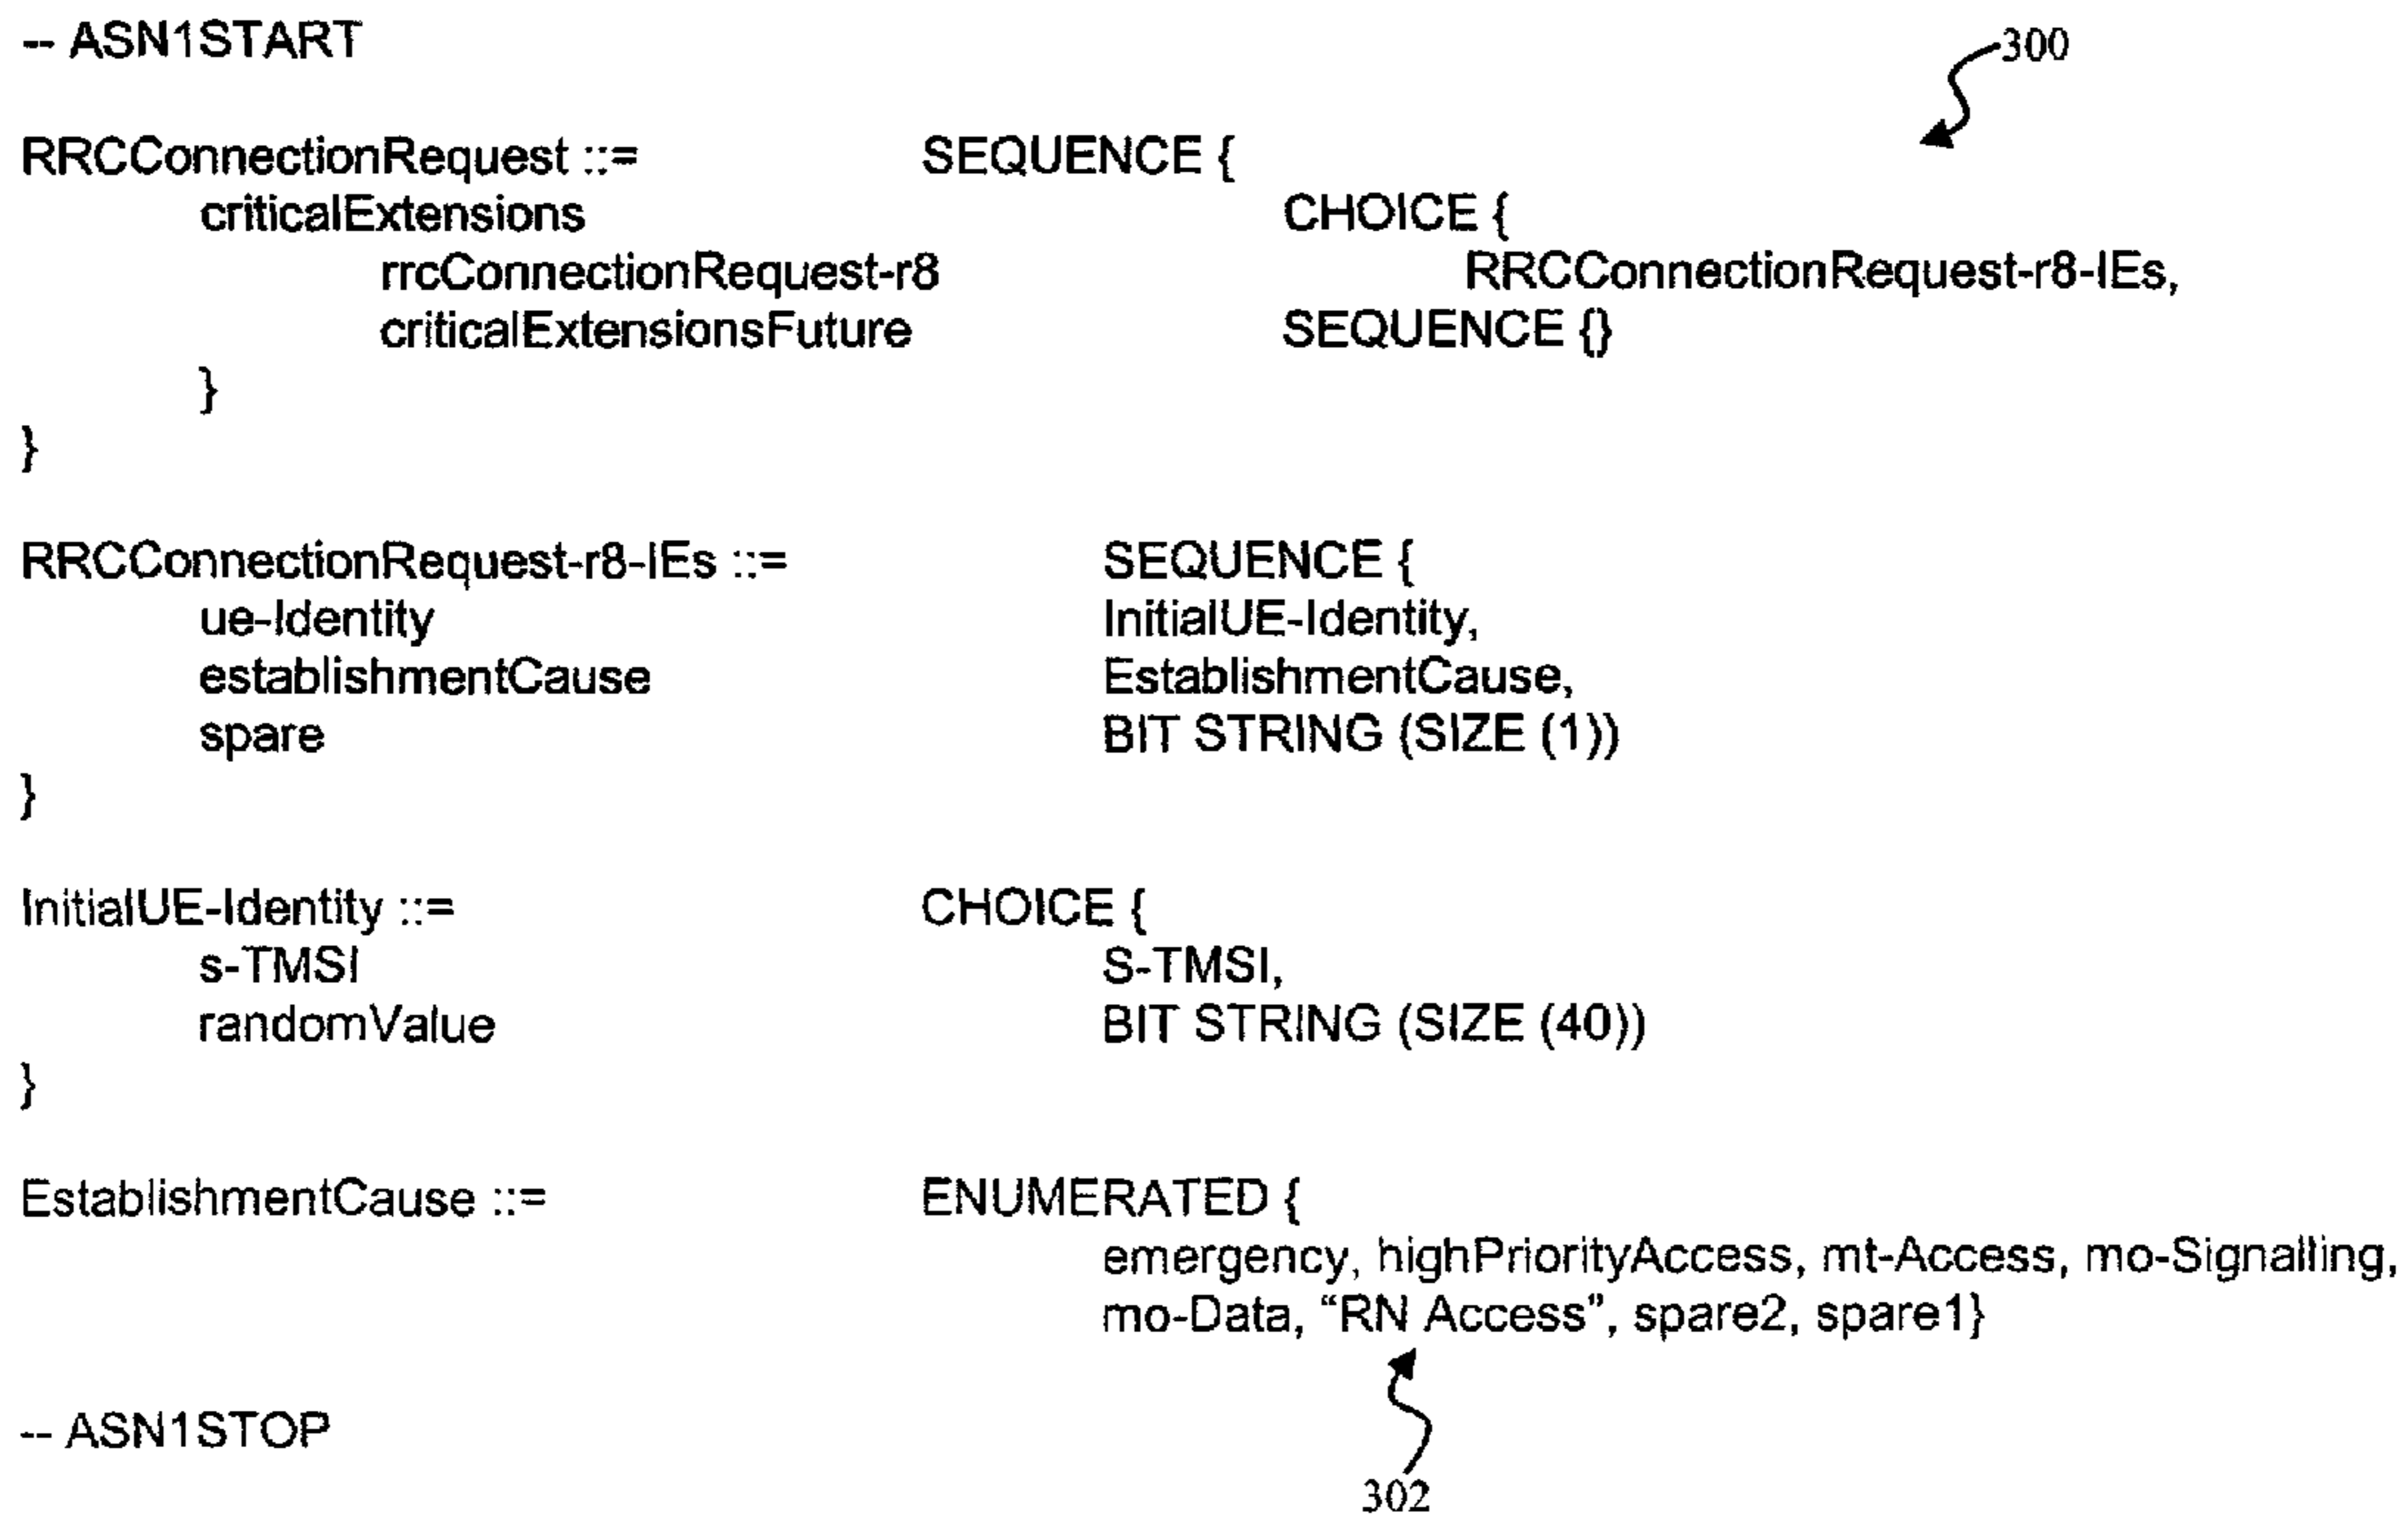 -- ASN1START
300
RRCConnectionRequest ::= SEQUENCE {
criticalExtensions CHOICE {
rrcConnectionRequest-r8 RRCConnectionRequest-r8-IEs,
criticalExtensionsFuture SEQUENCE {}
}
}
RRCConnectionRequest-r8-IEs ::= SEQUENCE {
ue-Identity InitialUE-Identity,
establishmentCause EstablishmentCause,
spare BIT STRING (SIZE (1))
}
InitialUE-Identity ::= CHOICE {
s-TMSI S-TMSI,
randomValue BIT STRING (SIZE (40))
}
EstablishmentCause ::= ENUMERATED {
emergency, highPriorityAccess, mt-Access, mo-Signalling,
mo-Data, “RN Access”, spare2, spare1}
-- ASN1STOP
302